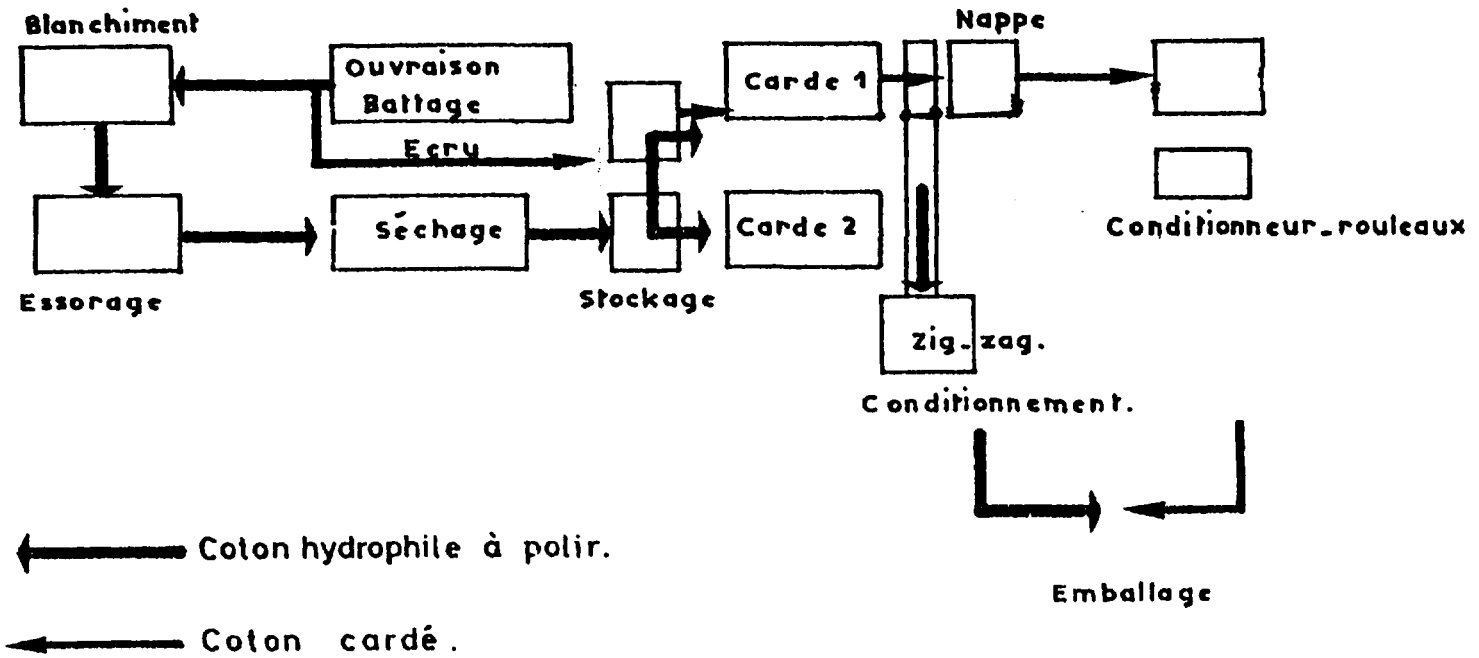 Blanchiment
Nappe
Ouvraison
Battage
Carde 1
Ecru
Séchage
Carde 2
Conditionneur_rouleaux
Essorage
Stockage
Zig_zag.
Conditionnement.
Coton hydrophile à polir.
Emballage
Coton cardé.